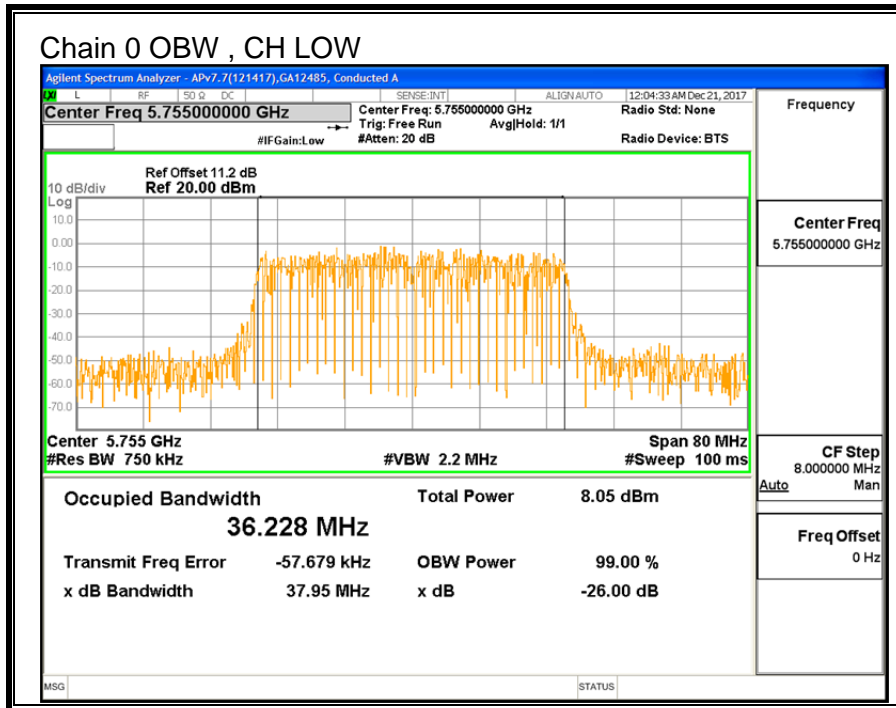 Chain 0 OBW , CH LOW
Agilent Spectrum Analyzer - APv7.7(121417),GA12485, Conducted A
LXI L RF 50 Ω DC SENSE:INT ALIGN AUTO 12:04:33 AM Dec 21, 2017
Center Freq 5.755000000 GHz
Center Freq: 5.755000000 GHz
Radio Std: None
Trig: Free Run Avg|Hold: 1/1
#IFGain:Low
#Atten: 20 dB
Radio Device: BTS
Ref Offset 11.2 dB
10 dB/div Ref 20.00 dBm
Log
10.0
0.00
-10.0
-20.0
-30.0
-40.0
-50.0
-60.0
-70.0
Center 5.755 GHz
Span 80 MHz
#Res BW 750 kHz
#VBW 2.2 MHz
#Sweep 100 ms
Occupied Bandwidth
Total Power 8.05 dBm
36.228 MHz
Transmit Freq Error -57.679 kHz
OBW Power 99.00 %
x dB Bandwidth 37.95 MHz
x dB -26.00 dB
MSG
STATUS
Frequency
Center Freq
5.755000000 GHz
CF Step
8.000000 MHz
Auto Man
Freq Offset
0 Hz